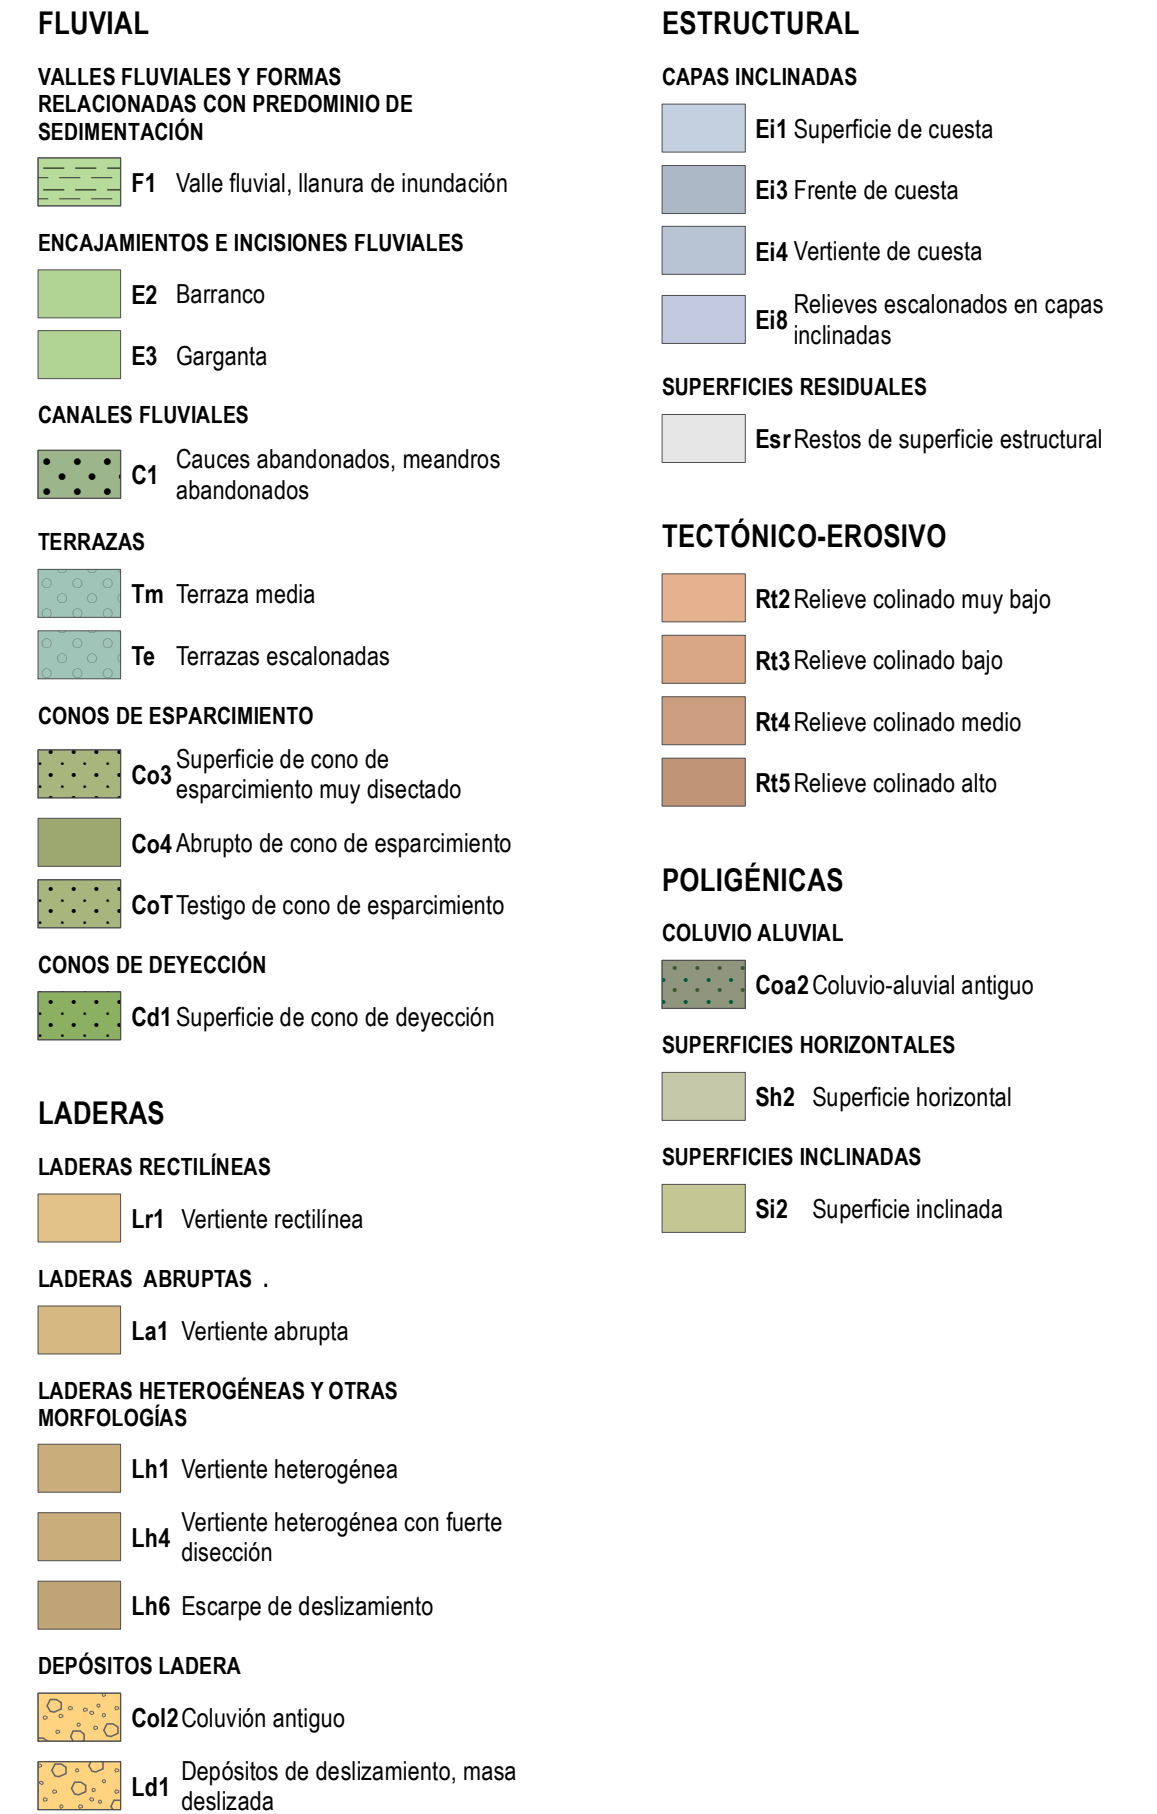 FLUVIAL
VALLES FLUVIALES Y FORMAS
RELACIONADAS CON PREDOMINIO DE
SEDIMENTACIÓN
F1 Valle fluvial, llanura de inundación
ENCAJAMIENTOS E INCISIONES FLUVIALES
E2 Barranco
E3 Garganta
CANALES FLUVIALES
C1 Cauces abandonados, meandros
abandonados
TERRAZAS
Tm Terraza media
Te Terrazas escalonadas
CONOS DE ESPARCIMIENTO
Co3 Superficie de cono de
esparcimiento muy disectado
Co4 Abrupto de cono de esparcimiento
CoT Testigo de cono de esparcimiento
CONOS DE DEYECCIÓN
Cd1 Superficie de cono de deyección
LADERAS
LADERAS RECTILÍNEAS
Lr1 Vertiente rectilínea
LADERAS ABRUPTAS .
La1 Vertiente abrupta
LADERAS HETEROGÉNEAS Y OTRAS
MORFOLOGÍAS
Lh1 Vertiente heterogénea
Lh4 Vertiente heterogénea con fuerte
disección
Lh6 Escarpe de deslizamiento
DEPÓSITOS LADERA
Col2 Coluvión antiguo
Ld1 Depósitos de deslizamiento, masa
deslizada
ESTRUCTURAL
CAPAS INCLINADAS
Ei1 Superficie de cuesta
Ei3 Frente de cuesta
Ei4 Vertiente de cuesta
Ei8 Relieves escalonados en capas
inclinadas
SUPERFICIES RESIDUALES
Esr Restos de superficie estructural
TECTÓNICO-EROSIVO
Rt2 Relieve colinado muy bajo
Rt3 Relieve colinado bajo
Rt4 Relieve colinado medio
Rt5 Relieve colinado alto
POLIGÉNICAS
COLUVIO ALUVIAL
Coa2 Coluvio-aluvial antiguo
SUPERFICIES HORIZONTALES
Sh2 Superficie horizontal
SUPERFICIES INCLINADAS
Si2 Superficie inclinada